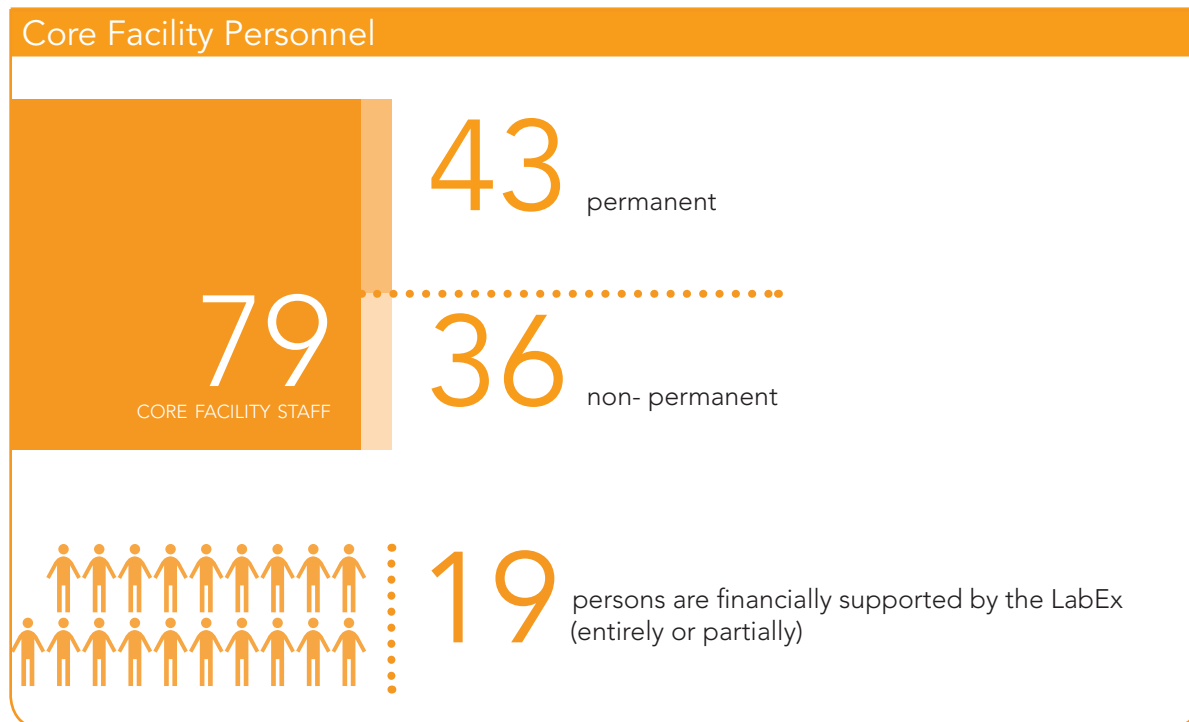 Core Facility Personnel
43 permanent
79
CORE FACILITY STAFF
36 non- permanent
19 persons are financially supported by the LabEx
(entirely or partially)